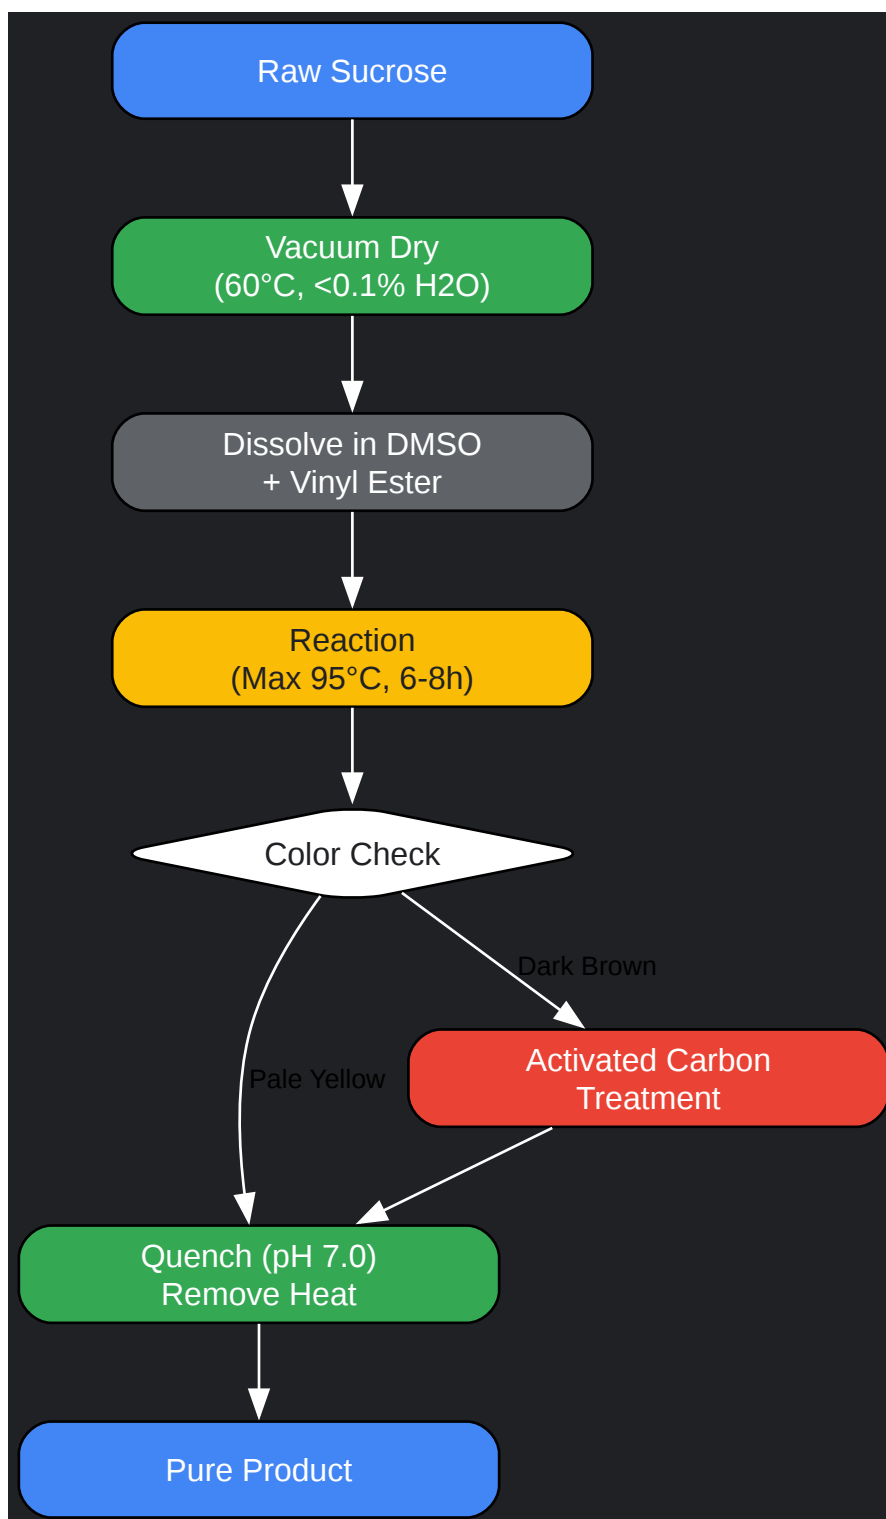 Raw Sucrose
Vacuum Dry
(60°C, <0.1% H2O)
Dissolve in DMSO
+ Vinyl Ester
Reaction
(Max 95°C, 6-8h)
Color Check
Dark Brown
Activated Carbon
Treatment
Pale Yellow
Quench (pH 7.0)
Remove Heat
Pure Product